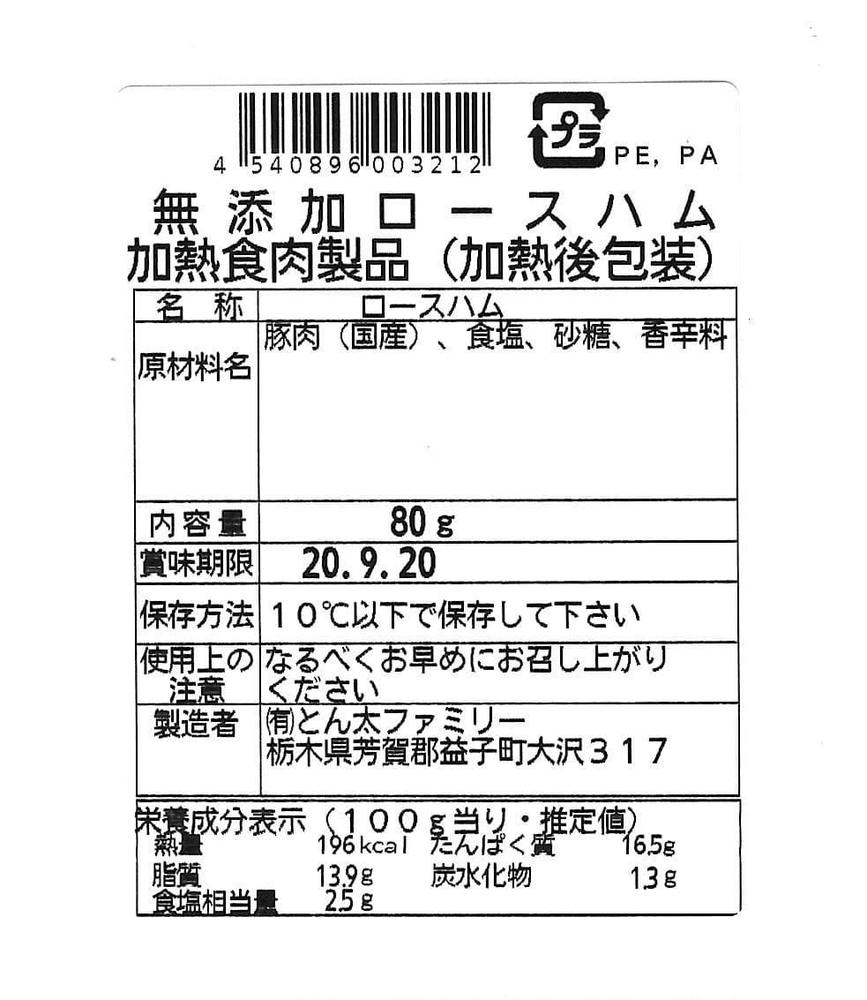 4 540896 003212
プラ
PE, PA
無添加ロースハム
加熱食肉製品（加熱後包装）
名称 ロースハム
原材料名 豚肉（国産）、食塩、砂糖、香辛料
内容量 80g
賞味期限 20.9.20
保存方法 １０℃以下で保存して下さい
使用上の注意 なるべくお早めにお召し上がり
ください
製造者 ㈲とん太ファミリー
栃木県芳賀郡益子町大沢３１７
栄養成分表示（１００ｇ当り・推定値）
熱量 196kcal たんぱく質 16.5g
脂質 13.9g 炭水化物 1.3g
食塩相当量 2.5g